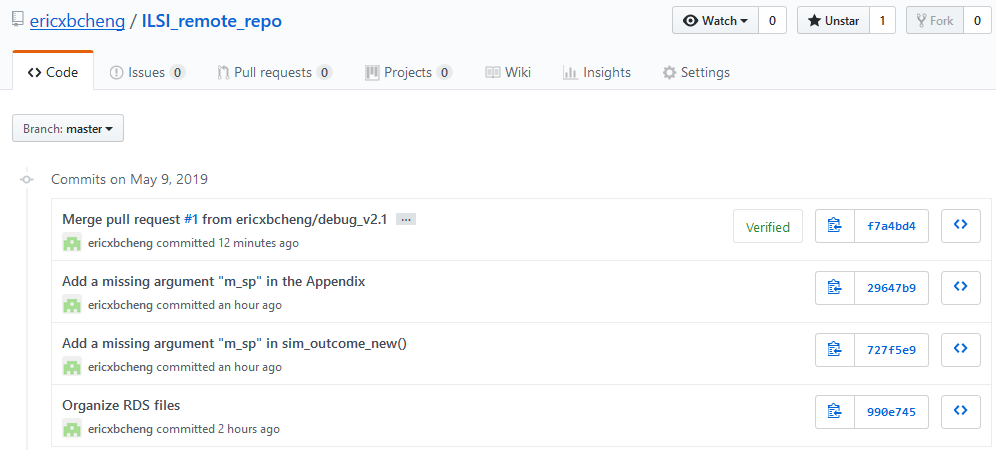 ericxbcheng / ILSI_remote_repo Watch 0 Unstar 1 Fork 0
Code Issues 0 Pull requests 0 Projects 0 Wiki Insights Settings
Branch: master
Commits on May 9, 2019
Merge pull request #1 from ericxbcheng/debug_v2.1 ...
ericxbcheng committed 12 minutes ago
Verified f7a4bd4
Add a missing argument "m_sp" in the Appendix
ericxbcheng committed an hour ago
29647b9
Add a missing argument "m_sp" in sim_outcome_new()
ericxbcheng committed an hour ago
727f5e9
Organize RDS files
ericxbcheng committed 2 hours ago
990e745